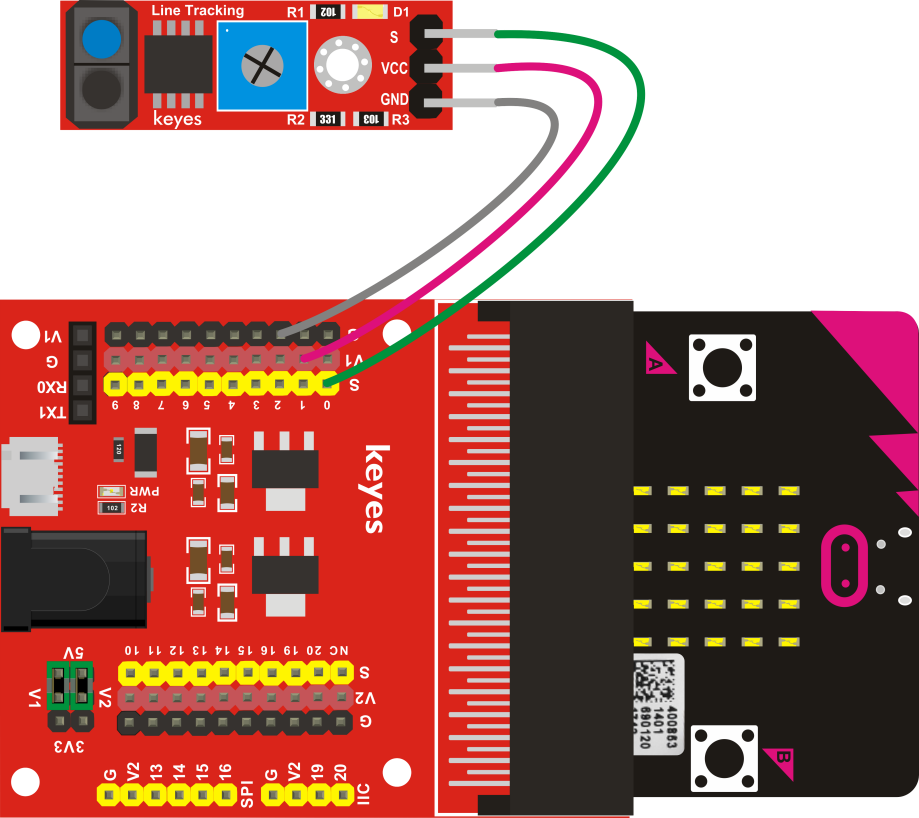 Line Tracking
R1 102 D1
S
VCC
GND
keyes
R2 133 103 R3
V1
G
RX0
TX1
G
V1
S
9 8 7 6 5 4 3 2 1 0
120
PWR
R2
102
keyes
A
5V
V1
V2
3V3
10 11 12 13 14 15 16 19 20 NC
S
V2
G
G V2 13 14 15 16 SPI
G V2 19 20 IIC
400863
1401
690120
B